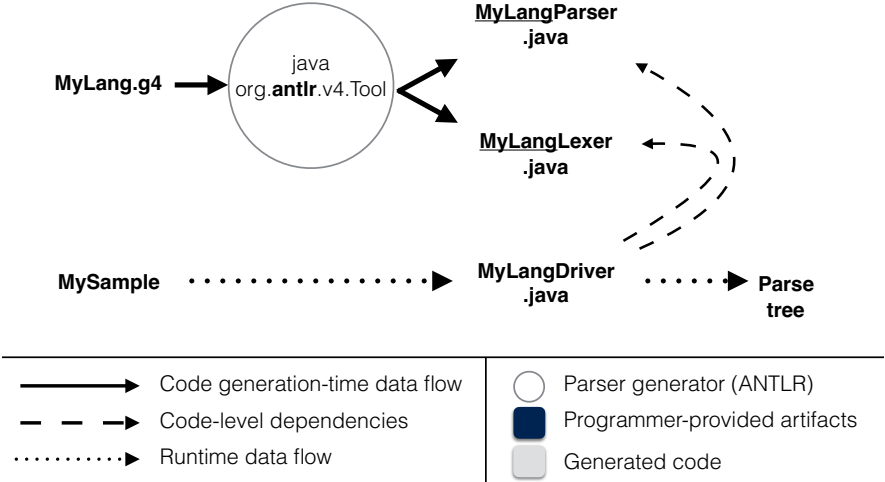 MyLang.g4
java
org.antlr.v4.Tool
MyLangParser
.java
MyLangLexer
.java
MySample
MyLangDriver
.java
Parse
tree
Code generation-time data flow
Code-level dependencies
Runtime data flow
Parser generator (ANTLR)
Programmer-provided artifacts
Generated code